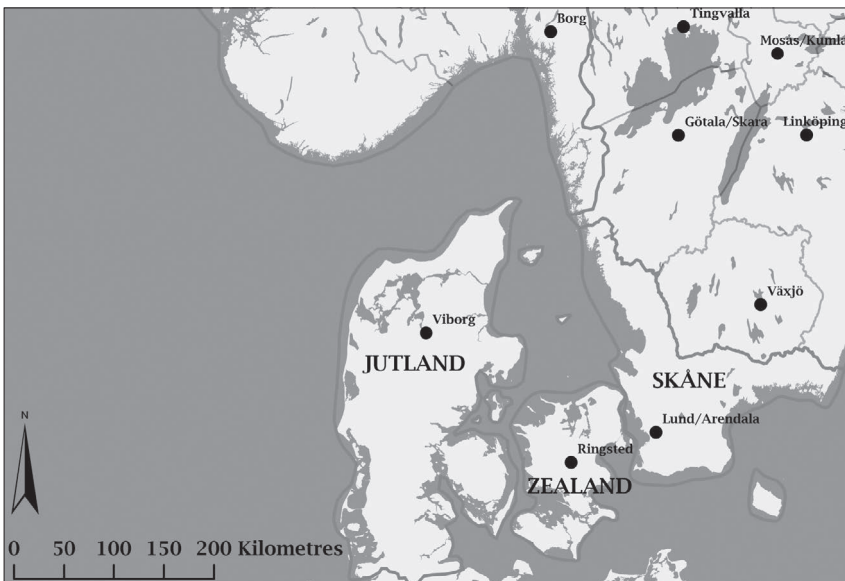 Borg
Tingvalla
Mosås/Kumla
Götala/Skara
Linköping
Växjö
Viborg
JUTLAND
SKÅNE
Lund/Arendala
Ringsted
ZEALAND
N
0 50 100 150 200 Kilometres